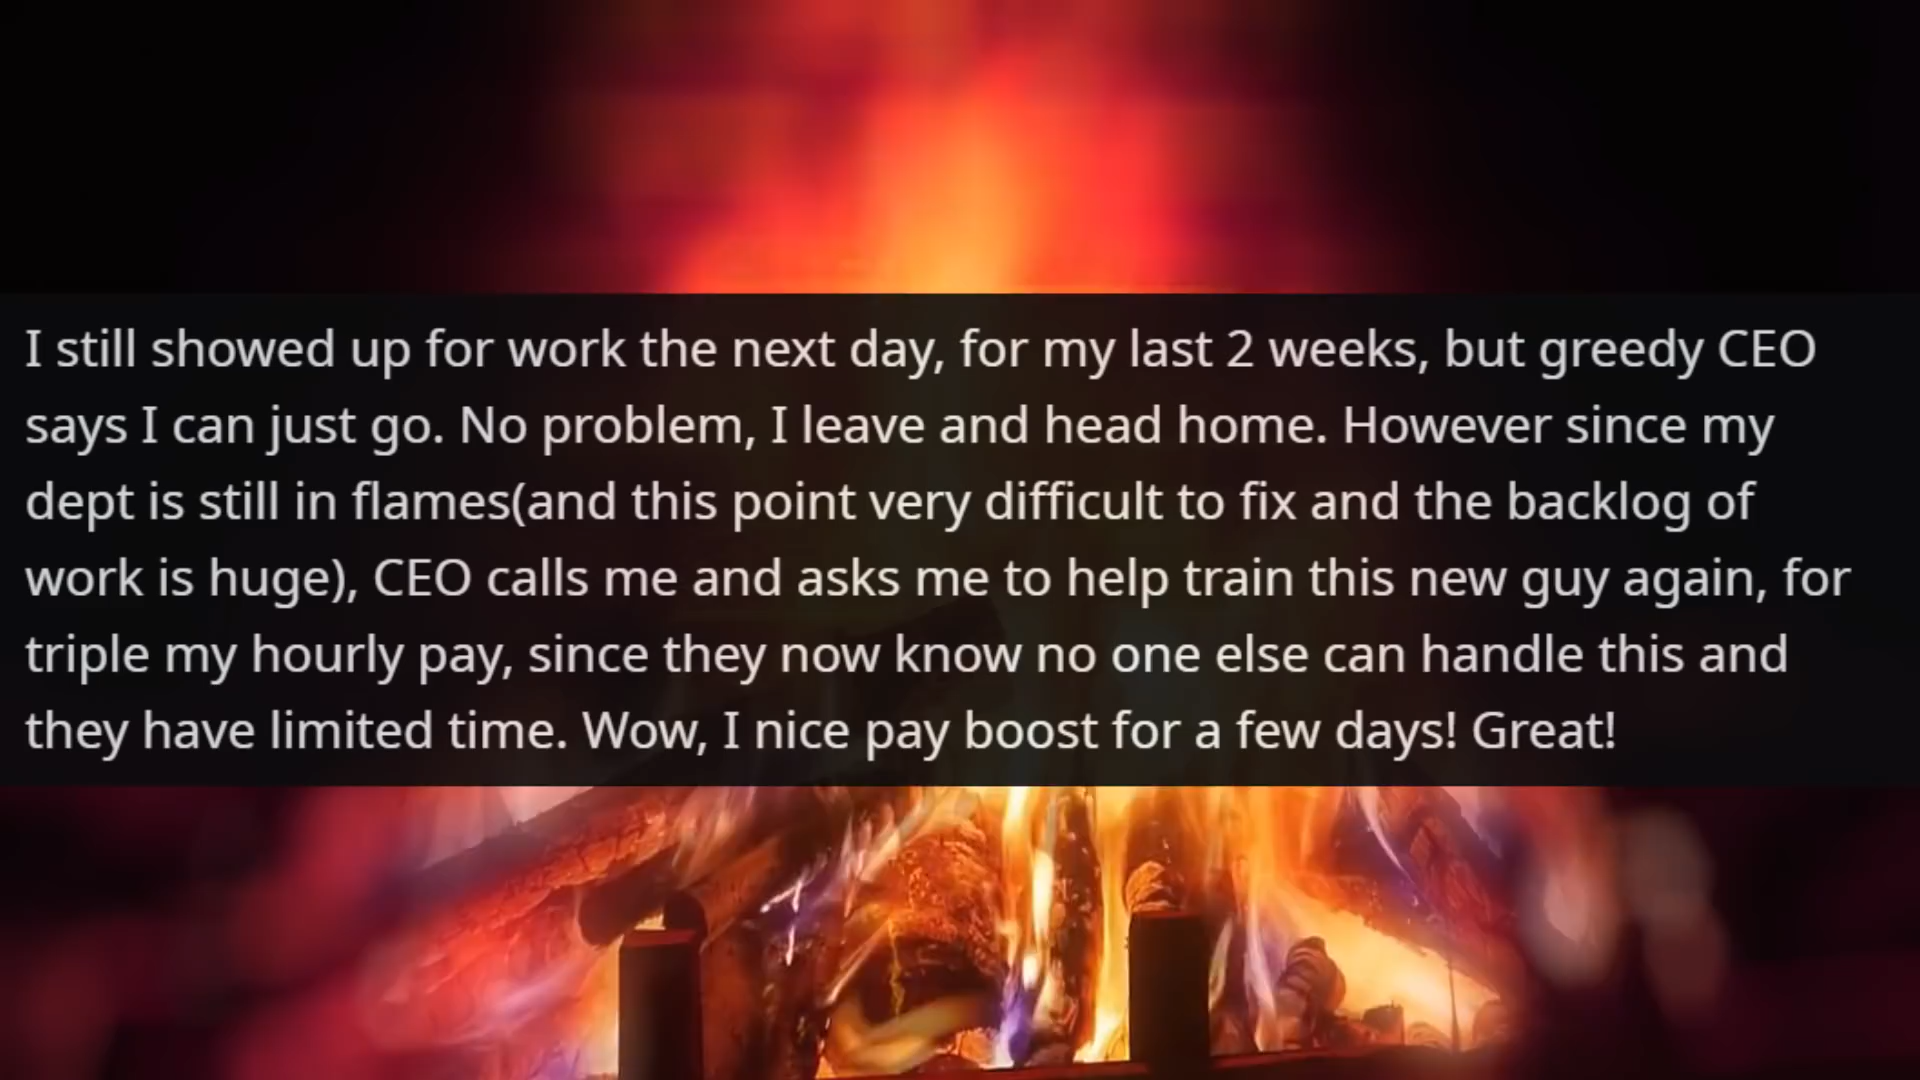 I still showed up for work the next day, for my last 2 weeks, but greedy CEO
says I can just go. No problem, I leave and head home. However since my
dept is still in flames(and this point very difficult to fix and the backlog of
work is huge), CEO calls me and asks me to help train this new guy again, for
triple my hourly pay, since they now know no one else can handle this and
they have limited time. Wow, I nice pay boost for a few days! Great!